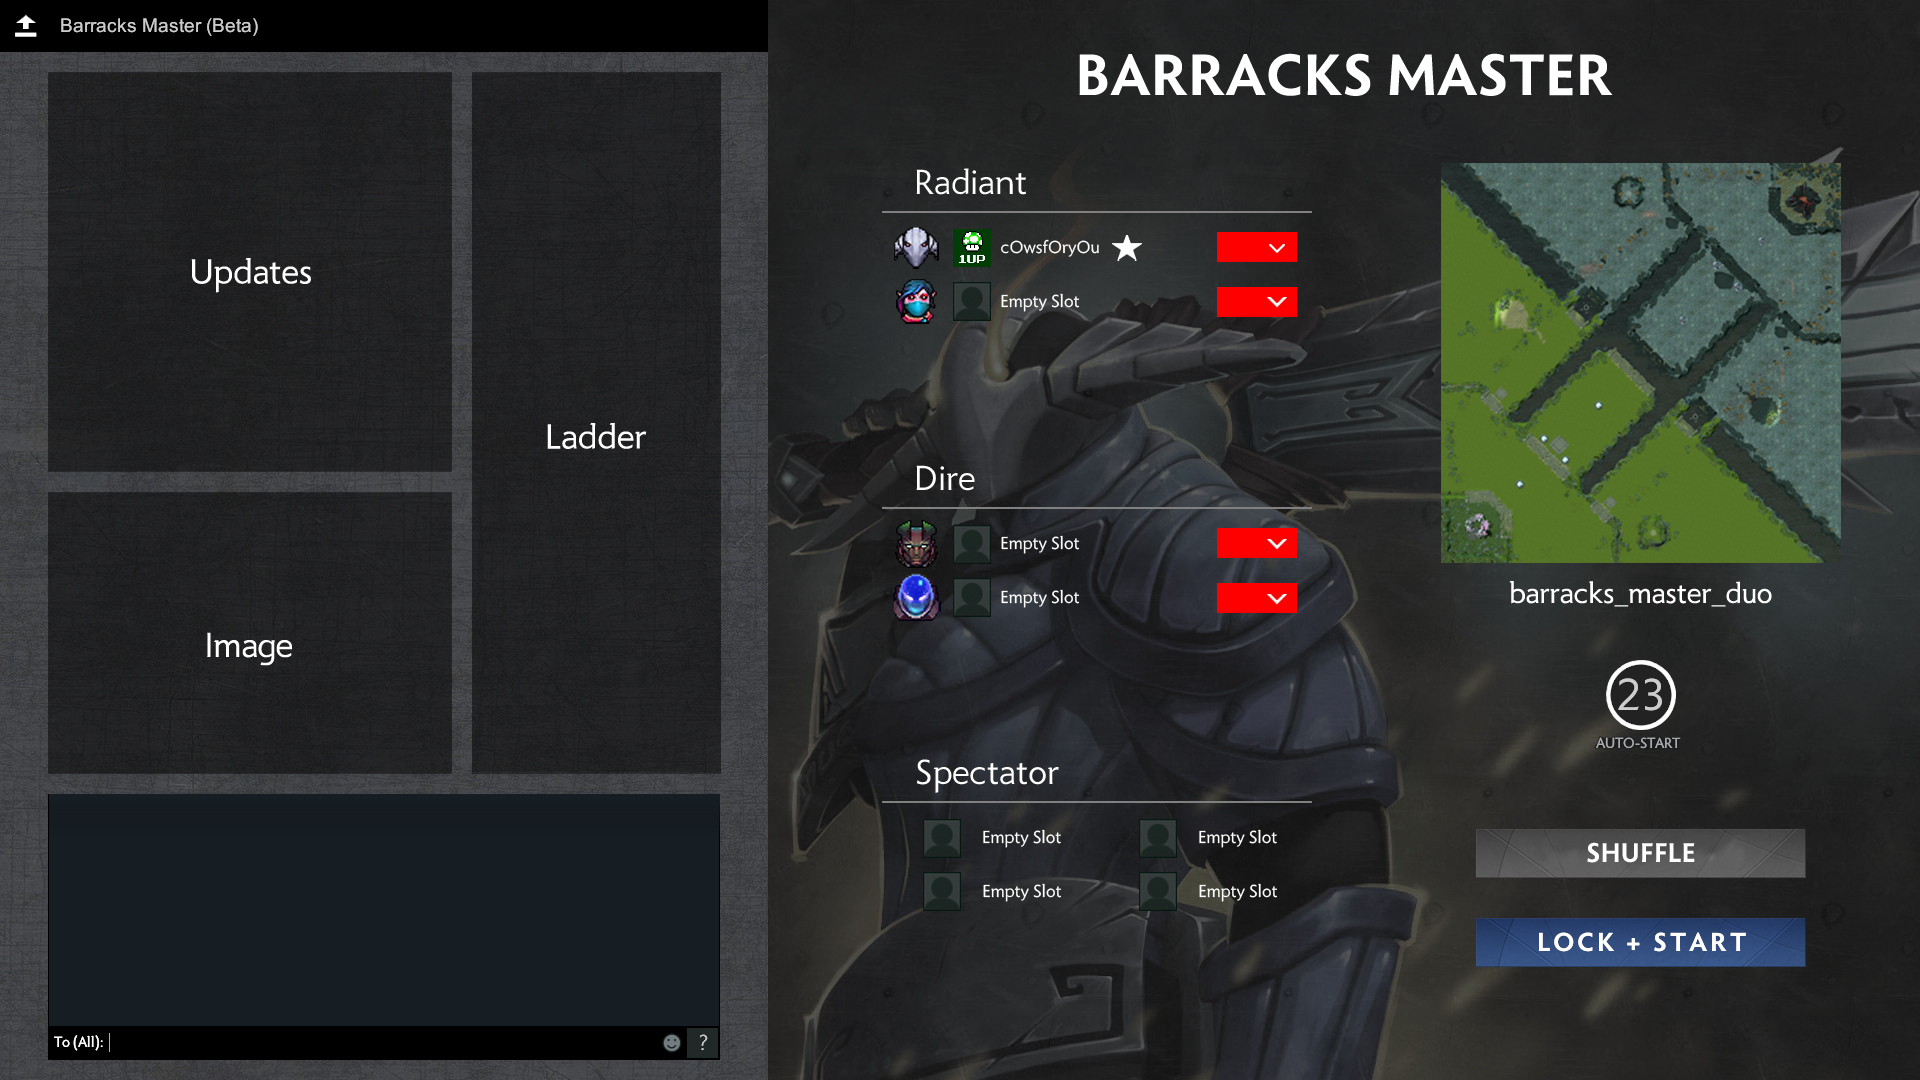 Barracks Master (Beta)
Updates
Ladder
Image
To (All):
?
BARRACKS MASTER
Radiant
1UP
cOwsfOryOu
Empty Slot
Dire
Empty Slot
Empty Slot
Spectator
Empty Slot
Empty Slot
Empty Slot
Empty Slot
barracks_master_duo
23
AUTO-START
SHUFFLE
LOCK + START